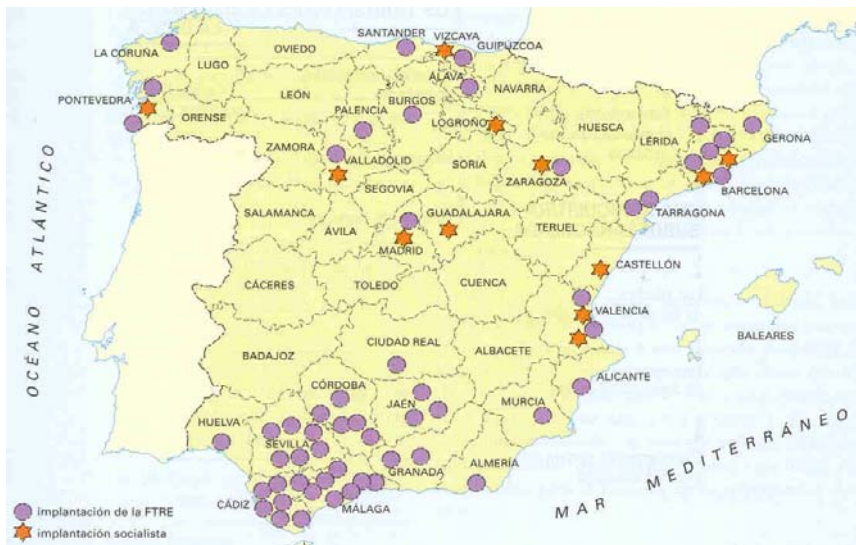 LA CORUÑA
LUGO
OVIEDO
SANTANDER
VIZCAYA
GUIPÚZCOA
ÁLAVA
NAVARRA
PONTEVEDRA
ORENSE
LEÓN
PALENCIA
BURGOS
LOGROÑO
HUESCA
LÉRIDA
GERONA
ZAMORA
VALLADOLID
SORIA
ZARAGOZA
BARCELONA
TARRAGONA
SEGOVIA
SALAMANCA
ÁVILA
MADRID
GUADALAJARA
TERUEL
CASTELLÓN
CÁCERES
TOLEDO
CUENCA
VALENCIA
BALEARES
BADAJOZ
CIUDAD REAL
ALBACETE
ALICANTE
CÓRDOBA
JAÉN
MURCIA
HUELVA
SEVILLA
GRANADA
ALMERÍA
CÁDIZ
MÁLAGA
OCÉANO ATLÁNTICO
MAR MEDITERRÁNEO
implantación de la FTRE
implantación socialista